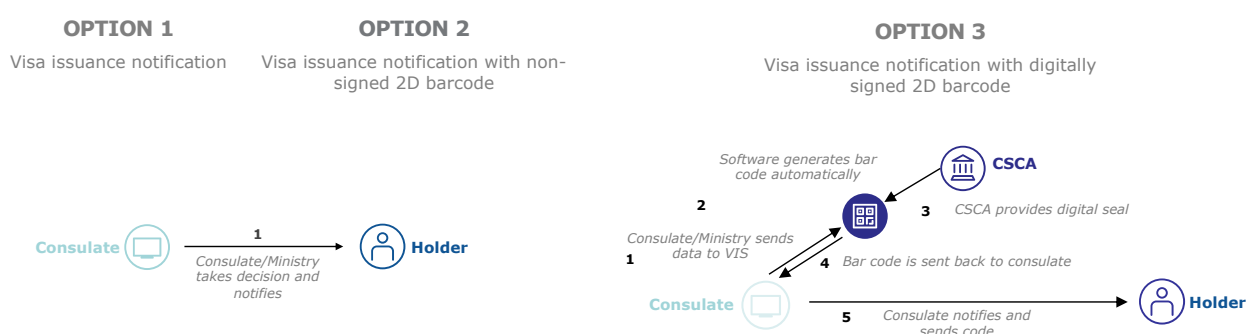 OPTION 1
Visa issuance notification
OPTION 2
Visa issuance notification with non-
signed 2D barcode
Consulate
1
Consulate/Ministry
takes decision and
notifies
Holder
OPTION 3
Visa issuance notification with digitally
signed 2D barcode
Software generates bar
code automatically
CSCA
2
3
CSCA provides digital seal
Consulate/Ministry sends
data to VIS
1
4
Bar code is sent back to consulate
Consulate
5
Consulate notifies and
sends code
Holder